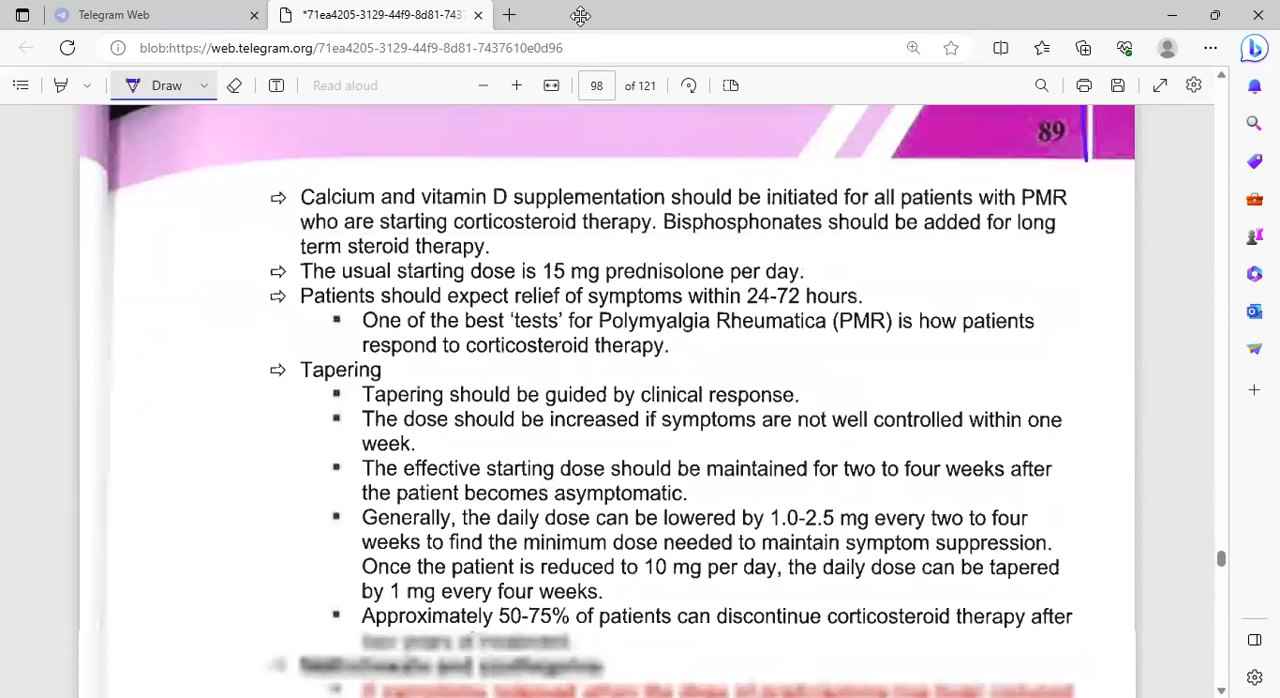 Telegram Web
*71ea4205-3129-44f9-8d81-743
blob:https://web.telegram.org/71ea4205-3129-44f9-8d81-7437610e0d96
Draw
Read aloud
98 of 121
89
⇨ Calcium and vitamin D supplementation should be initiated for all patients with PMR
who are starting corticosteroid therapy. Bisphosphonates should be added for long
term steroid therapy.
⇨ The usual starting dose is 15 mg prednisolone per day.
⇨ Patients should expect relief of symptoms within 24-72 hours.
▪ One of the best ‘tests’ for Polymyalgia Rheumatica (PMR) is how patients
respond to corticosteroid therapy.
⇨ Tapering
▪ Tapering should be guided by clinical response.
▪ The dose should be increased if symptoms are not well controlled within one
week.
▪ The effective starting dose should be maintained for two to four weeks after
the patient becomes asymptomatic.
▪ Generally, the daily dose can be lowered by 1.0-2.5 mg every two to four
weeks to find the minimum dose needed to maintain symptom suppression.
Once the patient is reduced to 10 mg per day, the daily dose can be tapered
by 1 mg every four weeks.
▪ Approximately 50-75% of patients can discontinue corticosteroid therapy after